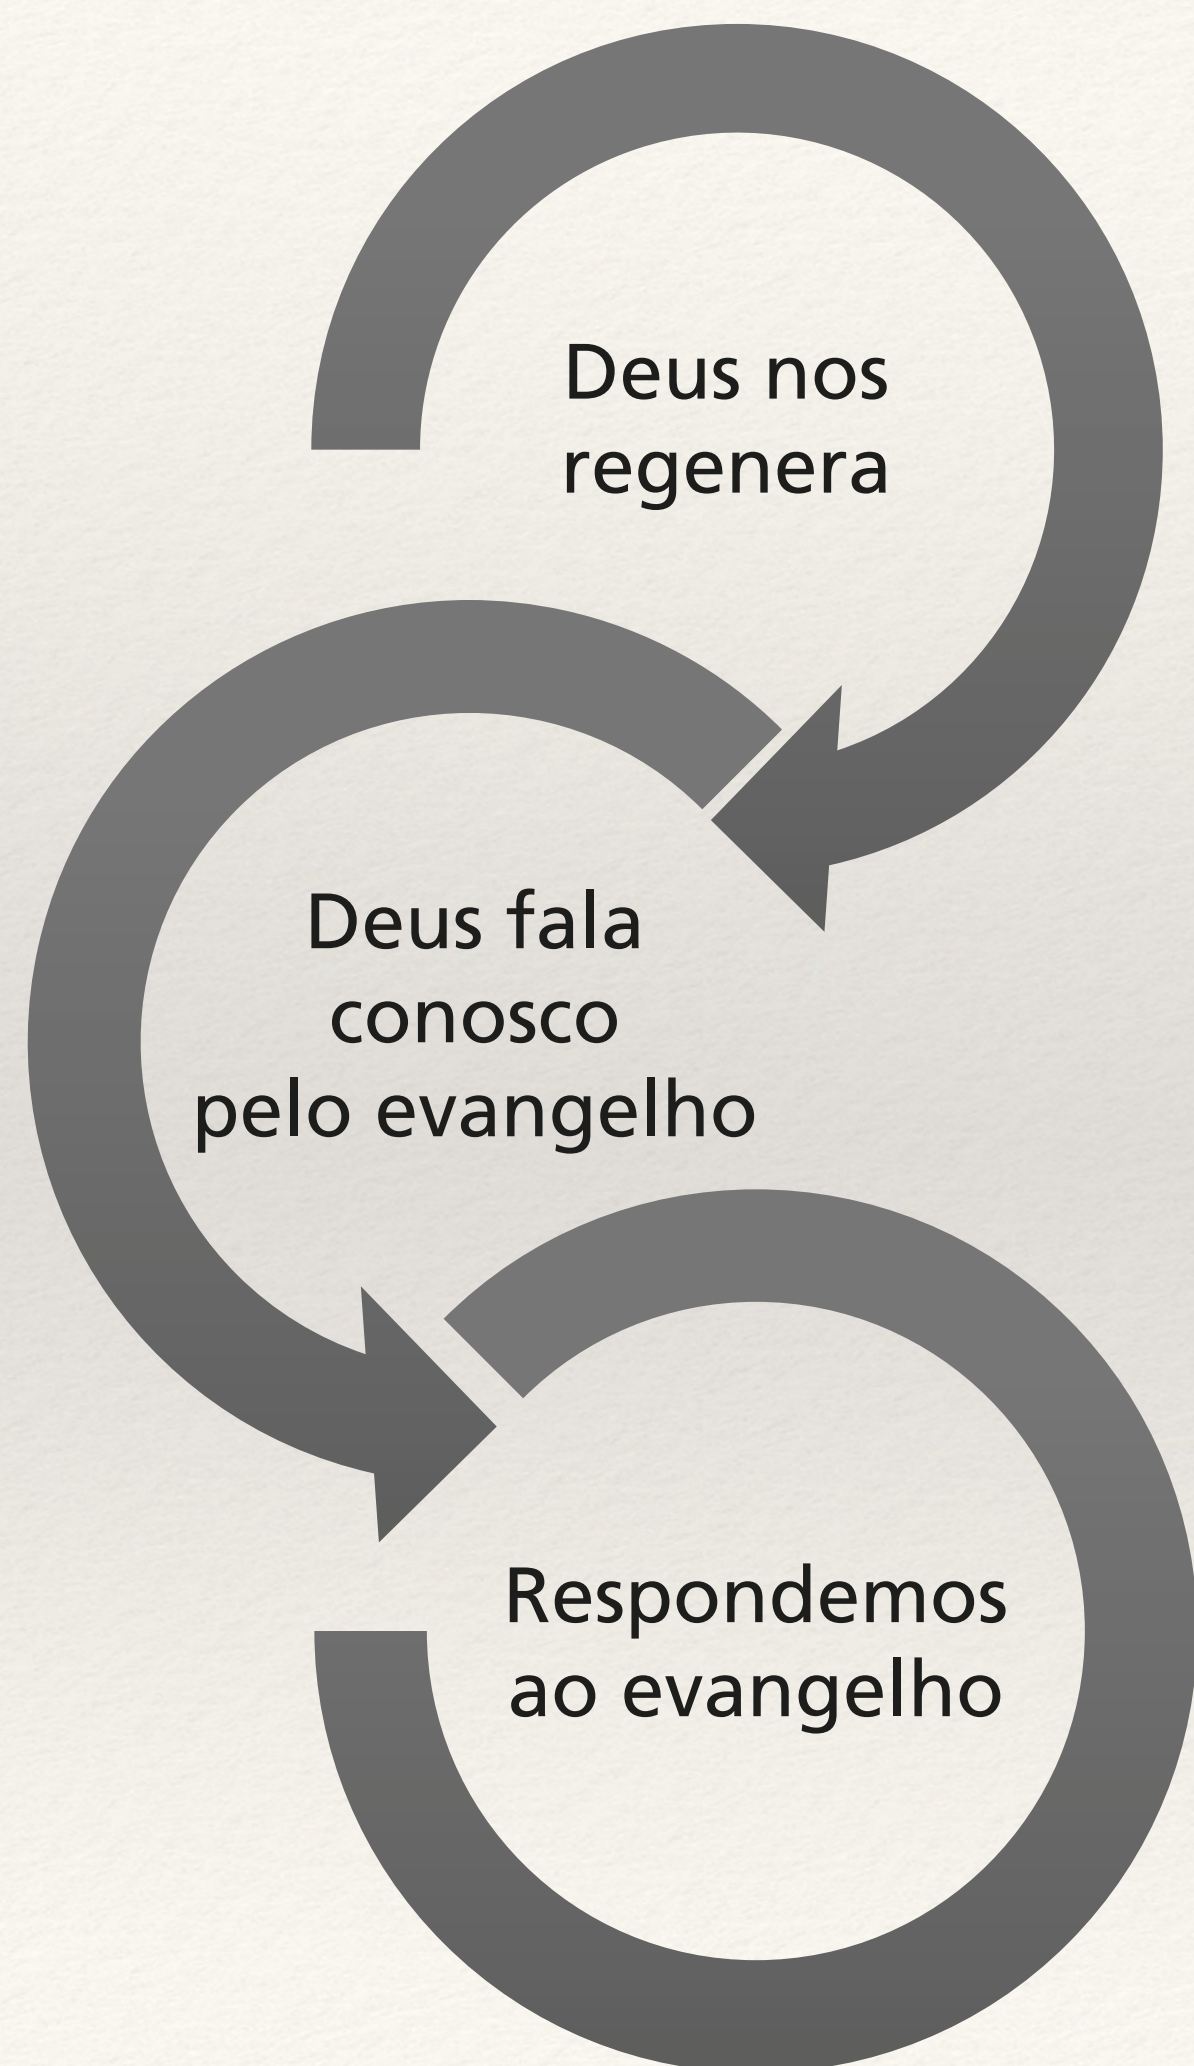 Deus nos
regenera
Deus fala
conosco
pelo evangelho
Respondemos
ao evangelho